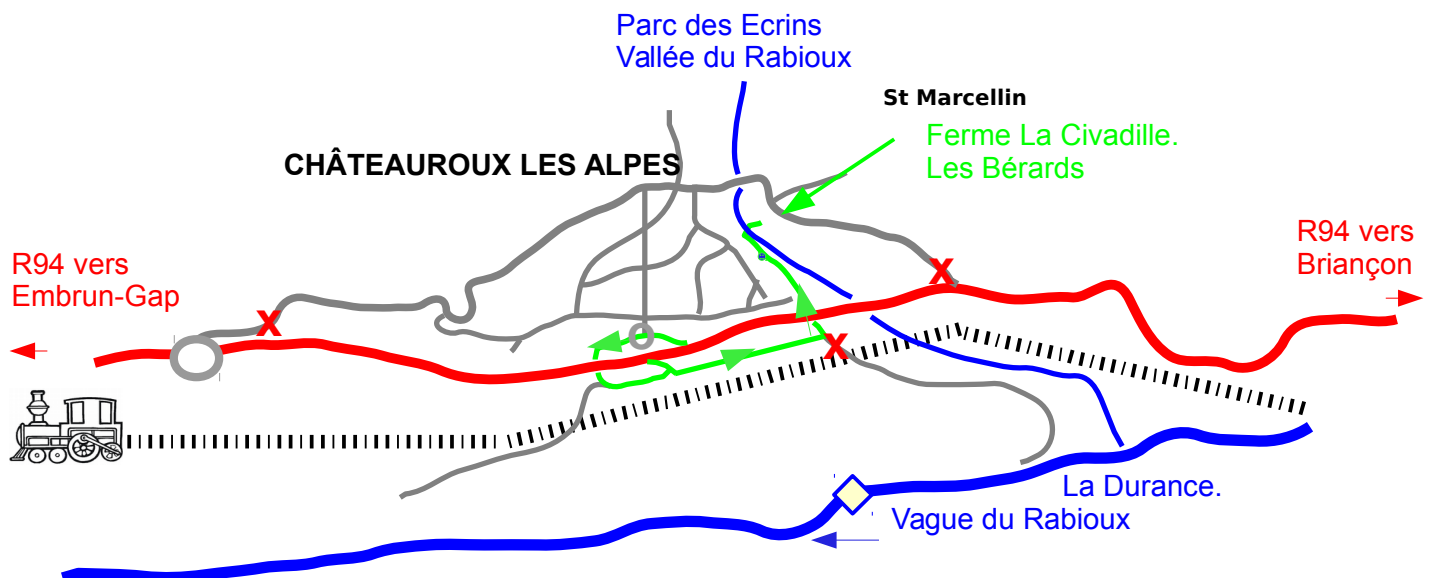 Parc des Ecrins
Vallée du Rabioux
St Marcellin
Ferme La Civadille.
Les Bérards
CHÂTEAUROUX LES ALPES
R94 vers
Embrun-Gap
R94 vers
Briançon
X
X
X
La Durance.
Vague du Rabioux